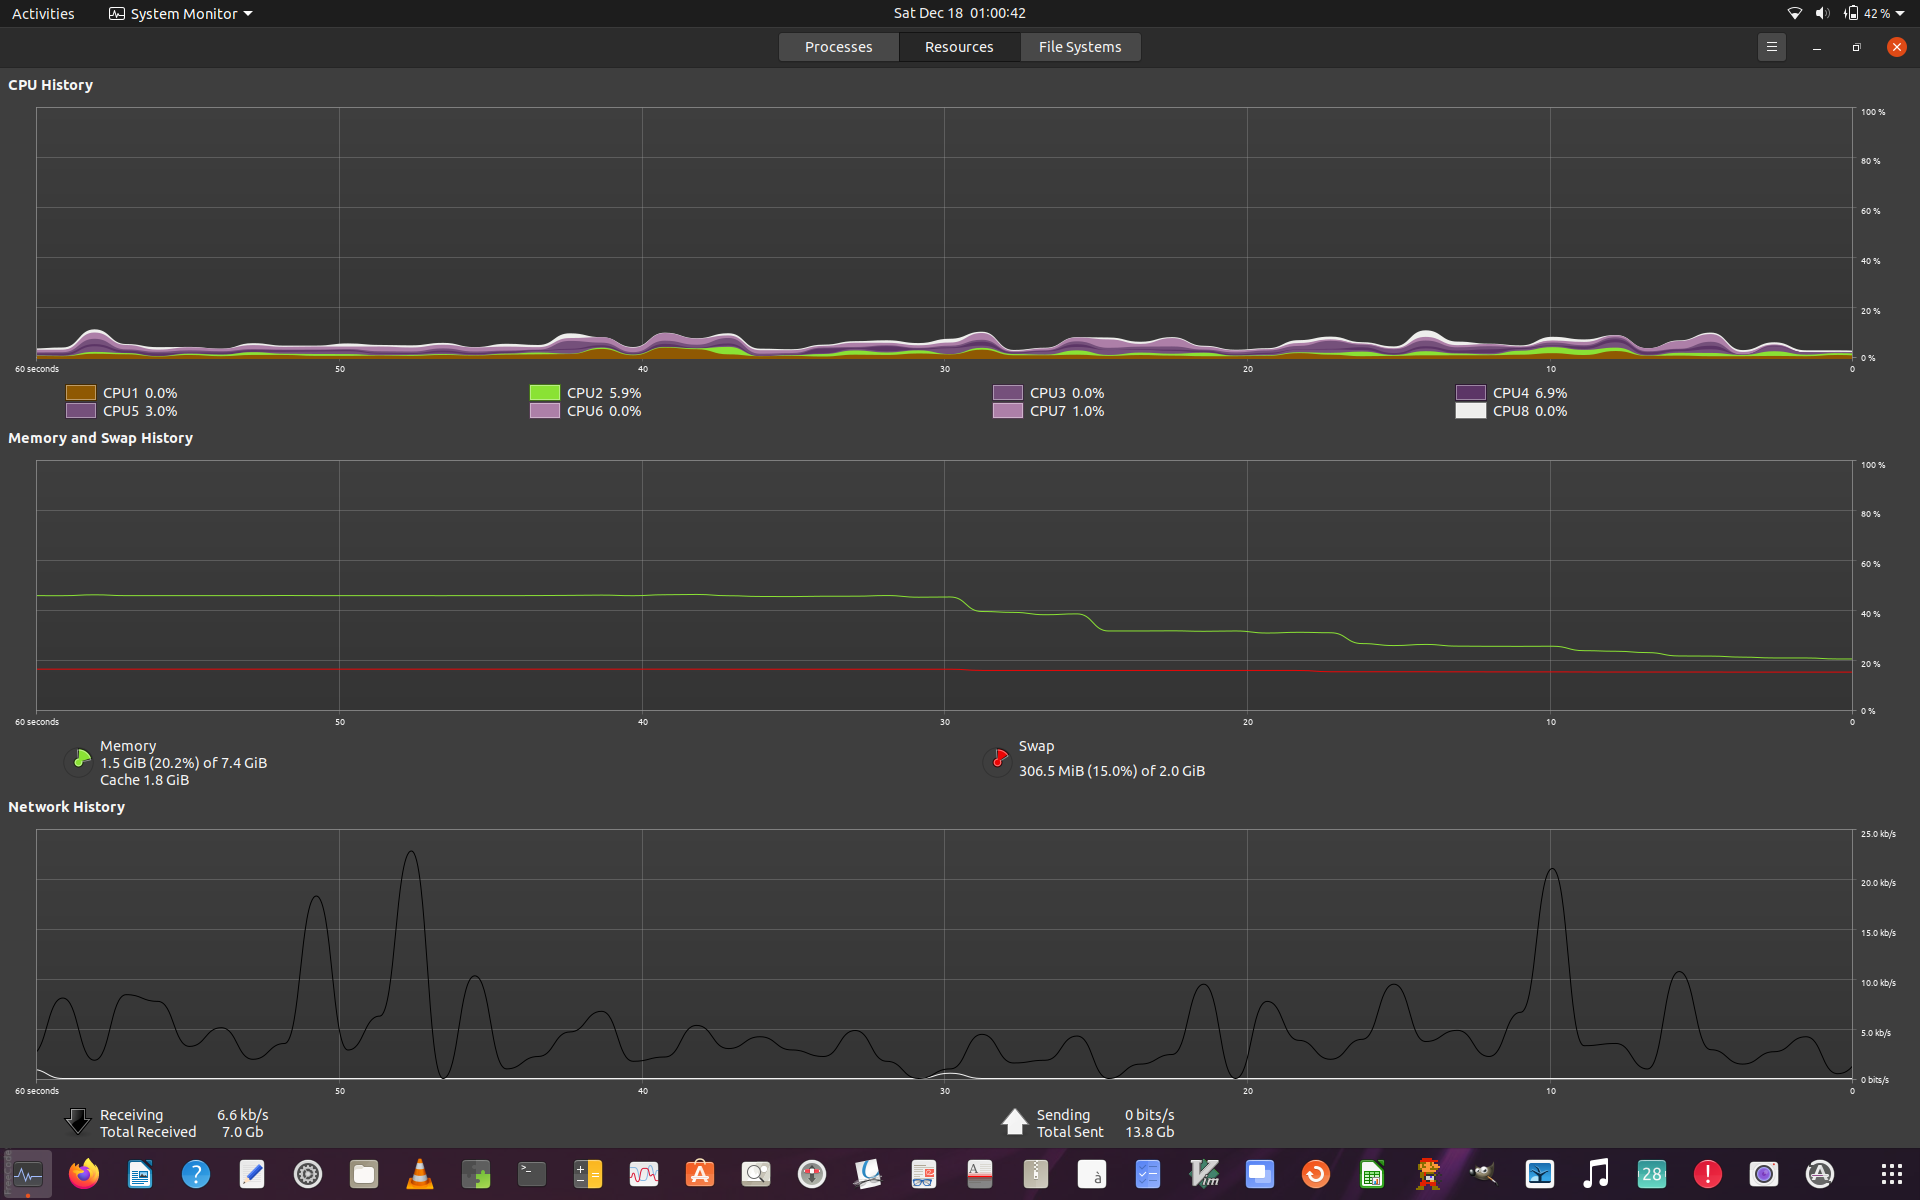 Activities System Monitor Sat Dec 18 01:00:42 42 %
Processes Resources File Systems
CPU History
100 %
80 %
60 %
40 %
20 %
0 %
60 seconds 50 40 30 20 10 0
CPU1 0.0% CPU2 5.9% CPU3 0.0% CPU4 6.9%
CPU5 3.0% CPU6 0.0% CPU7 1.0% CPU8 0.0%
Memory and Swap History
100 %
80 %
60 %
40 %
20 %
0 %
60 seconds 50 40 30 20 10 0
Memory
1.5 GiB (20.2%) of 7.4 GiB
Cache 1.8 GiB
Swap
306.5 MiB (15.0%) of 2.0 GiB
Network History
25.0 kb/s
20.0 kb/s
15.0 kb/s
10.0 kb/s
5.0 kb/s
0 bits/s
60 seconds 50 40 30 20 10 0
Receiving 6.6 kb/s
Total Received 7.0 Gb
Sending 0 bits/s
Total Sent 13.8 Gb
? >_ A à Vim 28 !